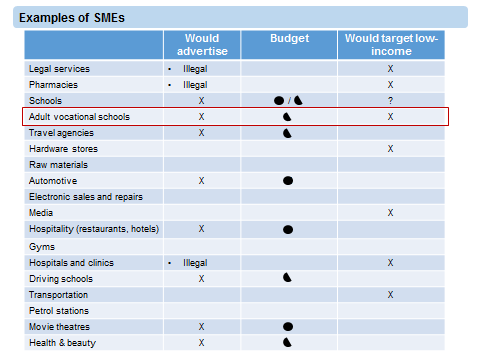 Examples of SMEs
Would advertise Budget Would target low-income
Legal services • Illegal X
Pharmacies • Illegal X
Schools X / ?
Adult vocational schools X X
Travel agencies X
Hardware stores X
Raw materials
Automotive X
Electronic sales and repairs
Media X
Hospitality (restaurants, hotels) X
Gyms
Hospitals and clinics • Illegal X
Driving schools X
Transportation X
Petrol stations
Movie theatres X
Health & beauty X